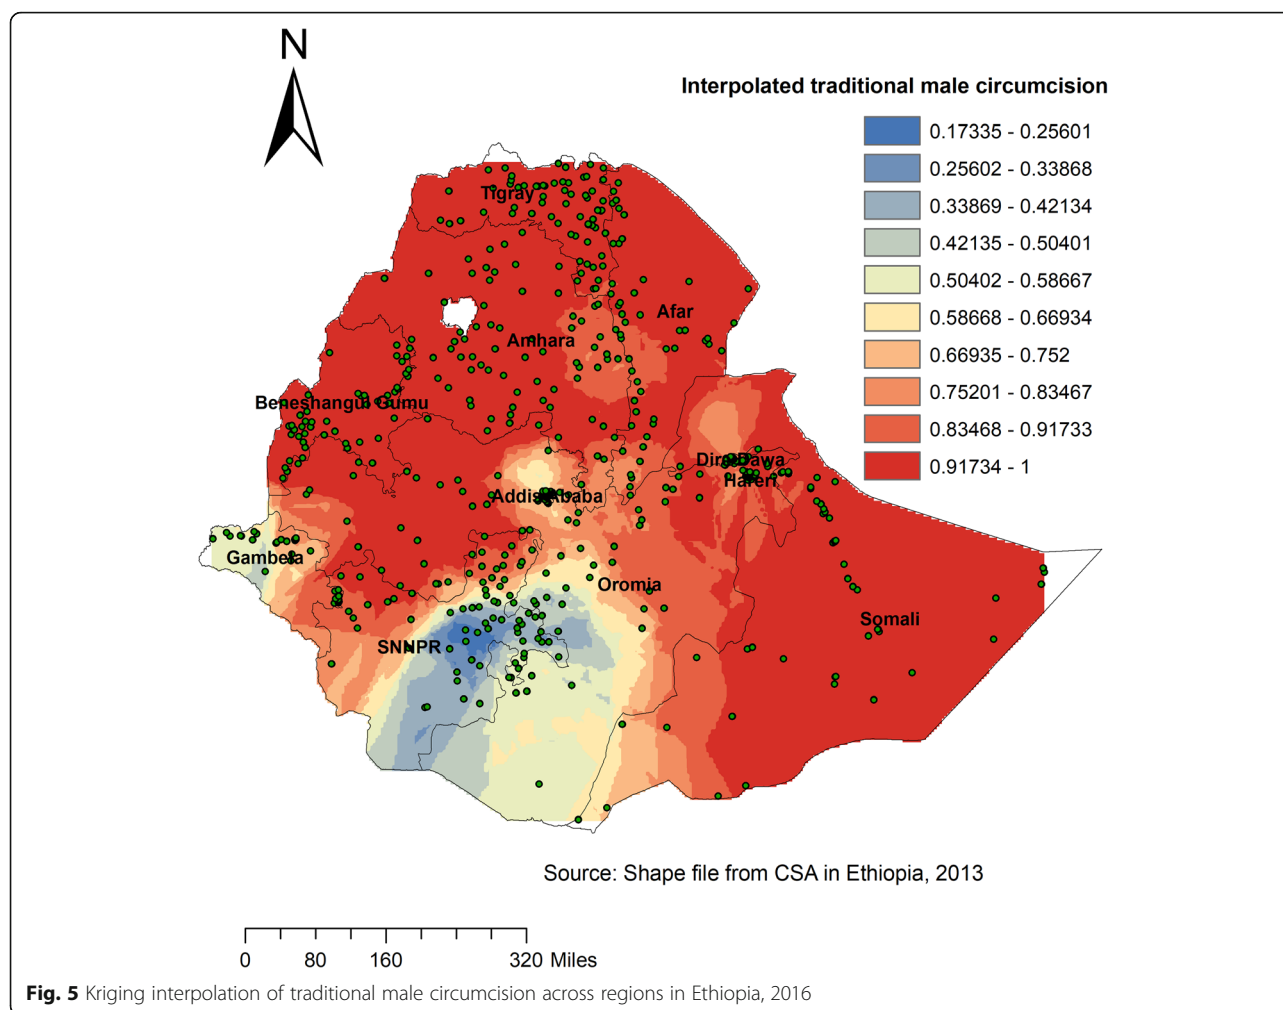 N
Interpolated traditional male circumcision
0.17335 - 0.25601
0.25602 - 0.33868
0.33869 - 0.42134
0.42135 - 0.50401
0.50402 - 0.58667
0.58668 - 0.66934
0.66935 - 0.752
0.75201 - 0.83467
0.83468 - 0.91733
0.91734 - 1
Tigray
Afar
Amhara
Beneshangul Gumu
Dire Dawa
Hareri
Addis Ababa
Gambela
Oromia
Somali
SNNPR
Source: Shape file from CSA in Ethiopia, 2013
0 80 160 320 Miles
Fig. 5 Kriging interpolation of traditional male circumcision across regions in Ethiopia, 2016